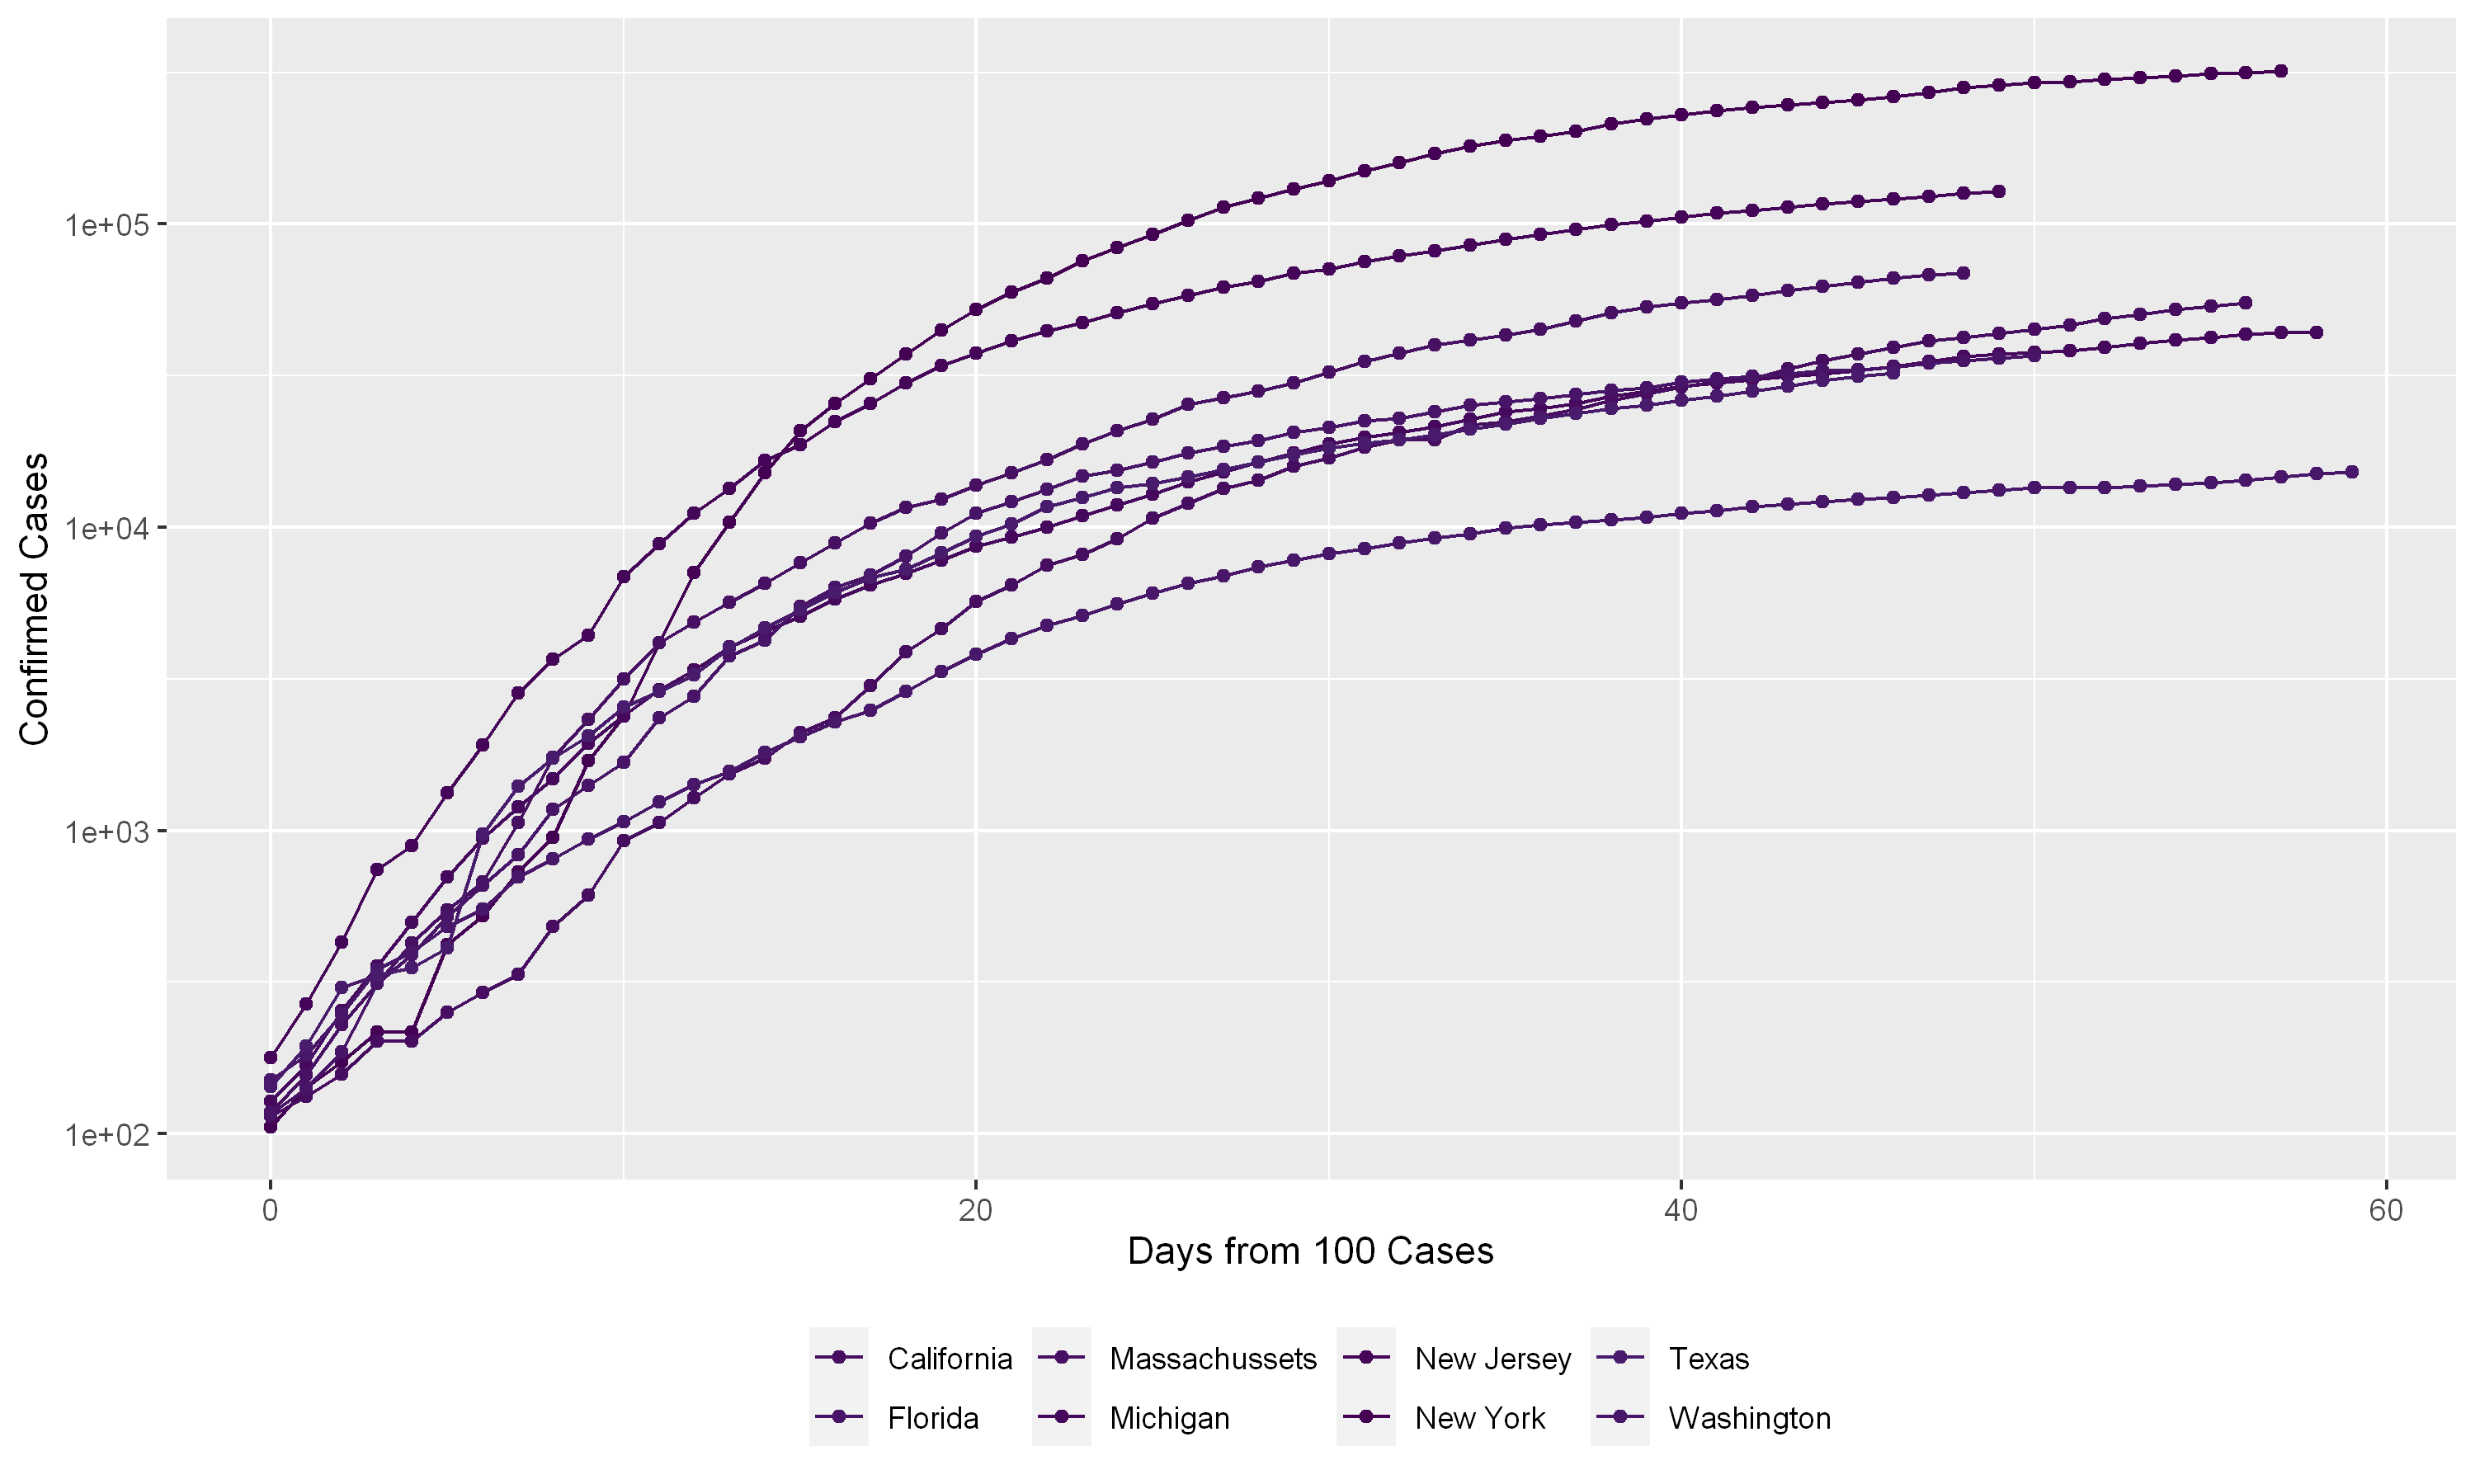 1e+05
1e+04
1e+03
1e+02
Confirmed Cases
0 20 40 60
Days from 100 Cases
California Massachussets New Jersey Texas
Florida Michigan New York Washington